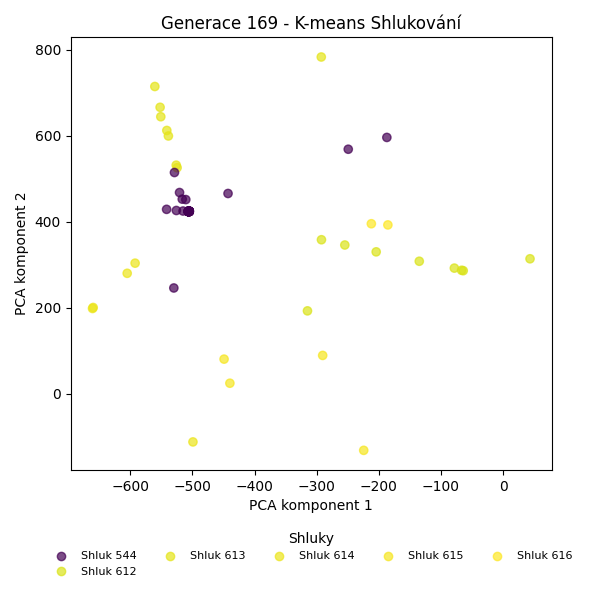 Generace 169 - K-means Shlukování
800
600
400
200
0
PCA komponent 2
−600 −500 −400 −300 −200 −100 0
PCA komponent 1
Shluky
Shluk 544 Shluk 613 Shluk 614 Shluk 615 Shluk 616
Shluk 612